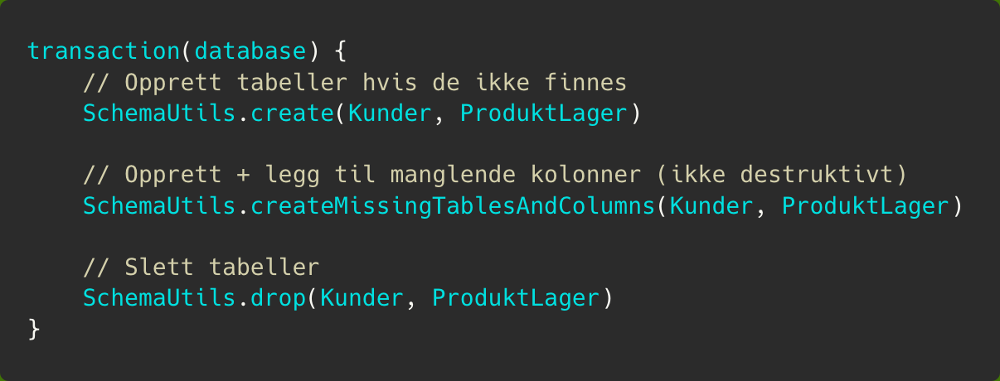 transaction(database) {
    // Opprett tabeller hvis de ikke finnes
    SchemaUtils.create(Kunder, ProduktLager)

    // Opprett + legg til manglende kolonner (ikke destruktivt)
    SchemaUtils.createMissingTablesAndColumns(Kunder, ProduktLager)

    // Slett tabeller
    SchemaUtils.drop(Kunder, ProduktLager)
}